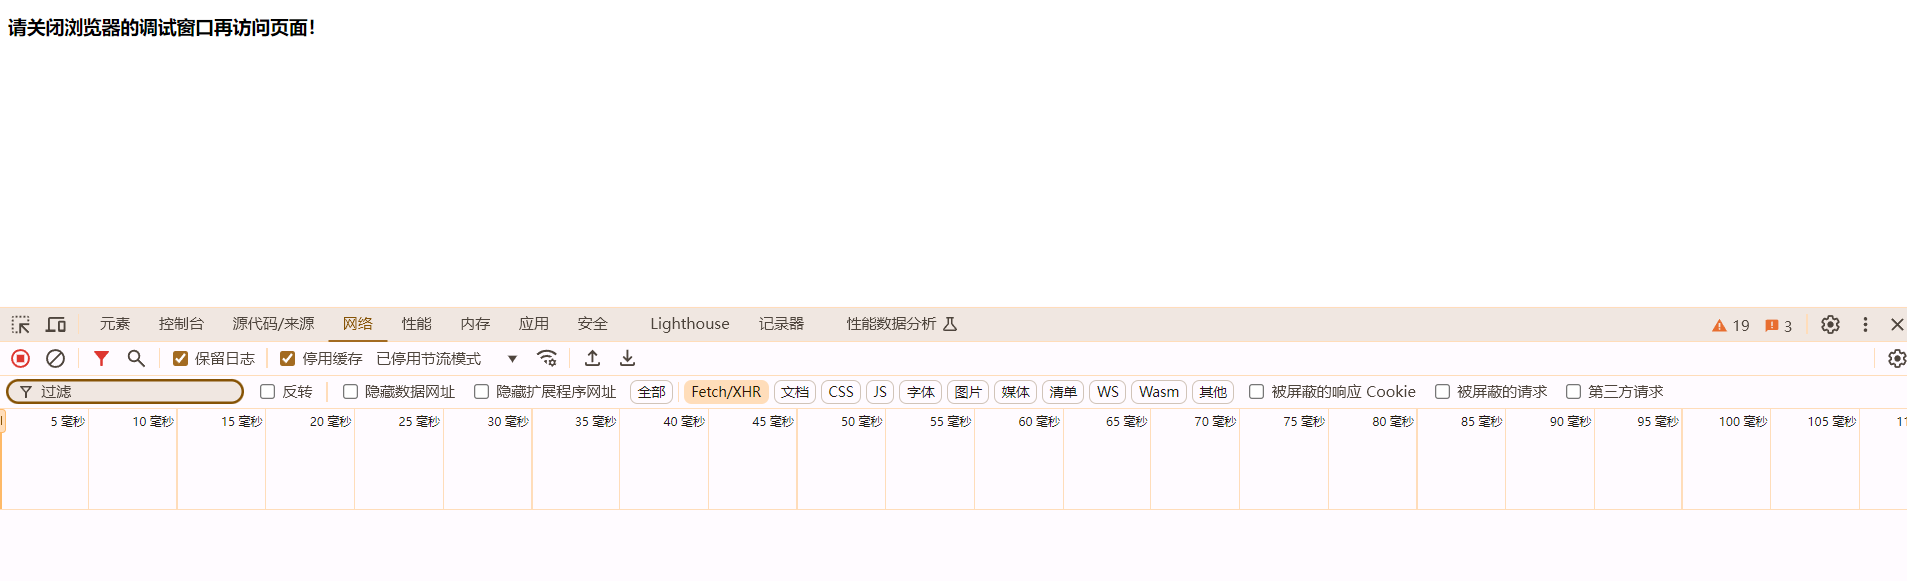 请关闭浏览器的调试窗口再访问页面！
元素 控制台 源代码/来源 网络 性能 内存 应用 安全 Lighthouse 记录器 性能数据分析 19 3
保留日志 停用缓存 已停用节流模式
过滤 反转 隐藏数据网址 隐藏扩展程序网址 全部 Fetch/XHR 文档 CSS JS 字体 图片 媒体 清单 WS Wasm 其他 被屏蔽的响应 Cookie 被屏蔽的请求 第三方请求
5 毫秒 10 毫秒 15 毫秒 20 毫秒 25 毫秒 30 毫秒 35 毫秒 40 毫秒 45 毫秒 50 毫秒 55 毫秒 60 毫秒 65 毫秒 70 毫秒 75 毫秒 80 毫秒 85 毫秒 90 毫秒 95 毫秒 100 毫秒 105 毫秒